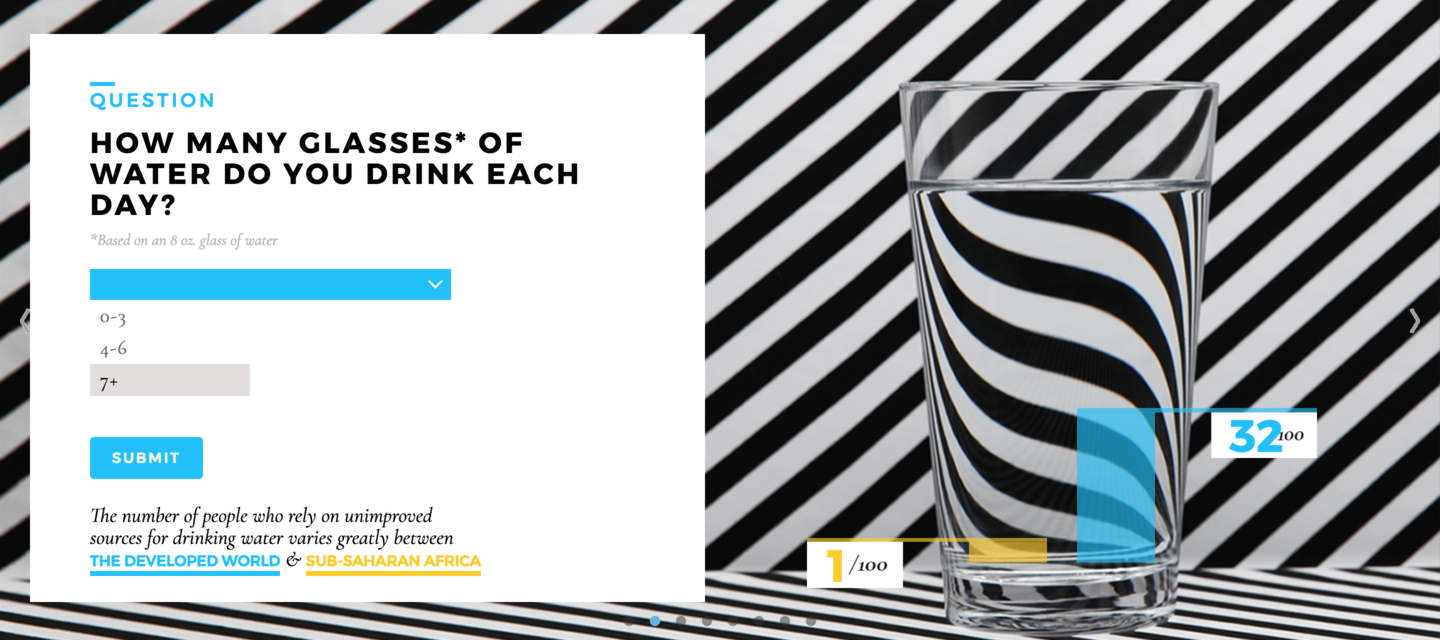 QUESTION
HOW MANY GLASSES* OF
WATER DO YOU DRINK EACH
DAY?
*Based on an 8 oz. glass of water
0-3
4-6
7+
SUBMIT
The number of people who rely on unimproved
sources for drinking water varies greatly between
THE DEVELOPED WORLD & SUB-SAHARAN AFRICA
32/100
1/100